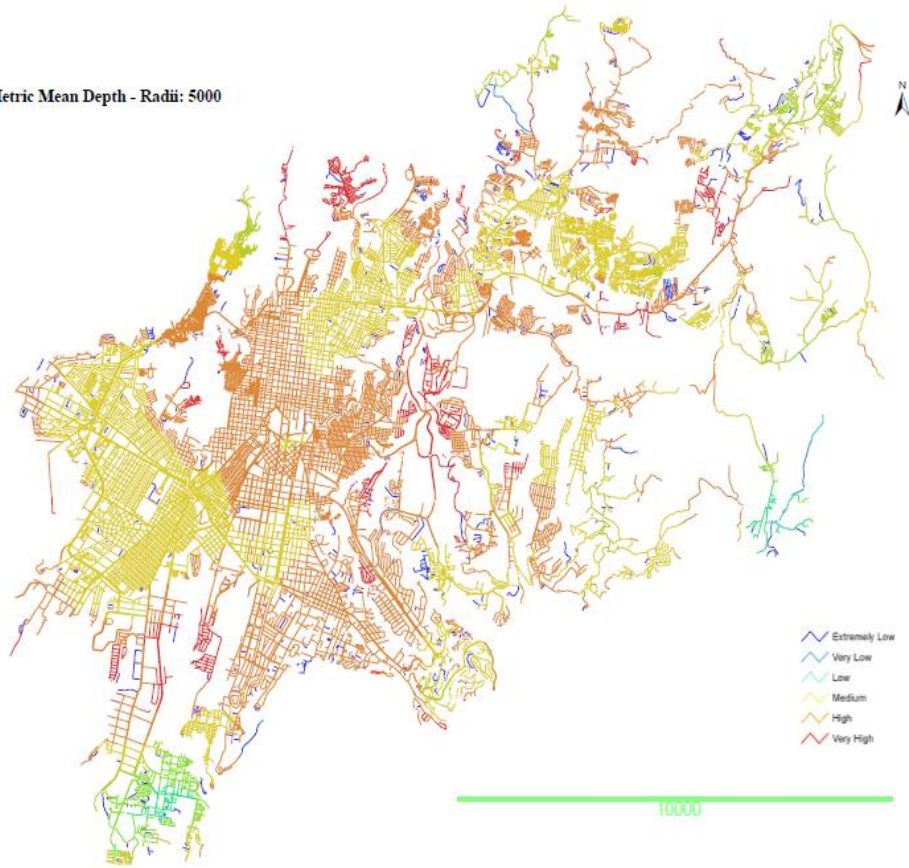 etric Mean Depth - Radii: 5000
N
Extremely Low
Very Low
Low
Medium
High
Very High
10000